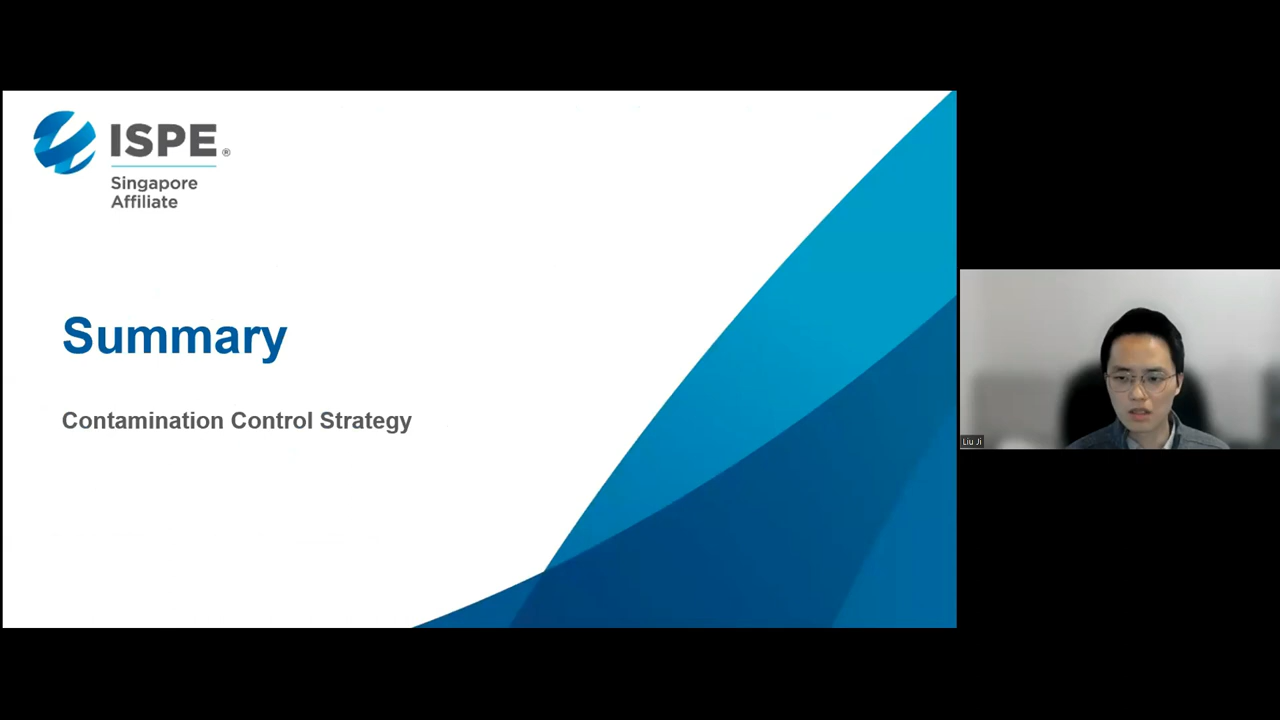 ISPE®
Singapore
Affiliate
Summary
Contamination Control Strategy
Liu Ji